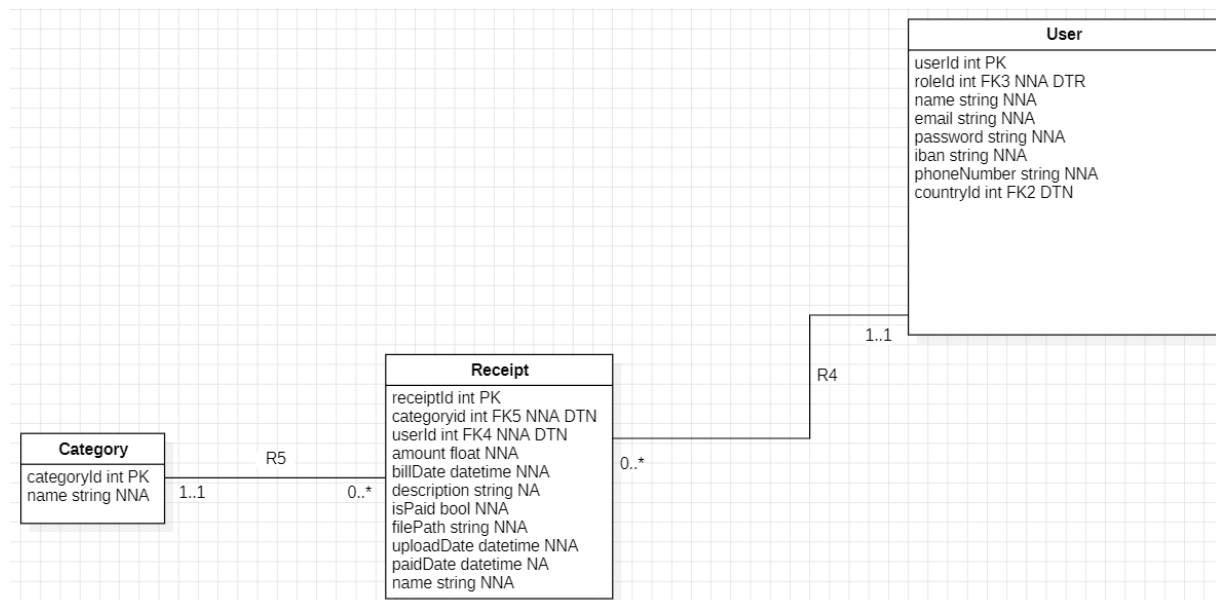 User
userId int PK
roleId int FK3 NNA DTR
name string NNA
email string NNA
password string NNA
iban string NNA
phoneNumber string NNA
countryId int FK2 DTN
1..1
R4
Receipt
receiptId int PK
categoryid int FK5 NNA DTN
userId int FK4 NNA DTN
amount float NNA
billDate datetime NNA
description string NA
isPaid bool NNA
filePath string NNA
uploadDate datetime NNA
paidDate datetime NA
name string NNA
0..*
Category
categoryId int PK
name string NNA
R5
1..1
0..*